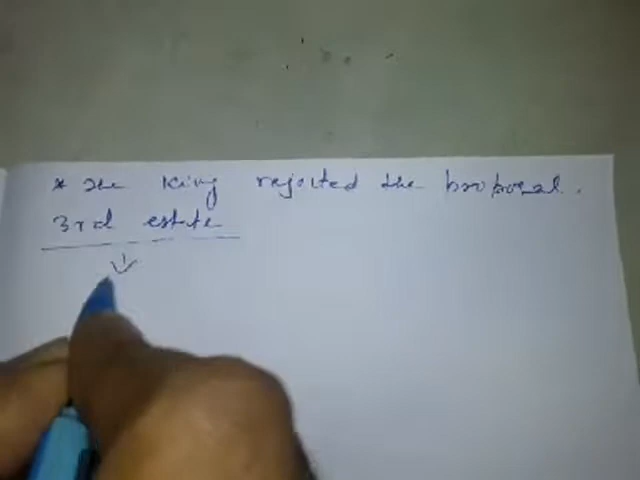 * The King rejected the proposal.
3rd estate